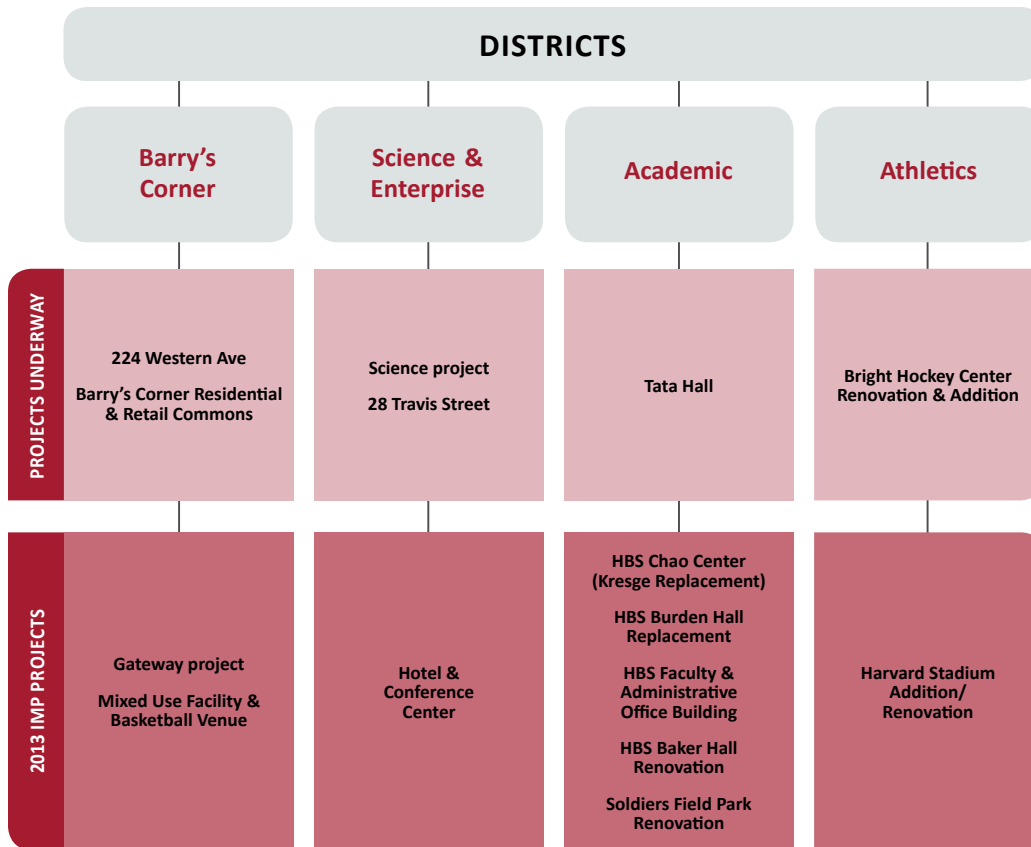 DISTRICTS
Barry’s
Corner
Science &
Enterprise
Academic
Athletics
PROJECTS UNDERWAY
224 Western Ave
Barry’s Corner Residential
& Retail Commons
Science project
28 Travis Street
Tata Hall
Bright Hockey Center
Renovation & Addition
2013 IMP PROJECTS
Gateway project
Mixed Use Facility &
Basketball Venue
Hotel &
Conference
Center
HBS Chao Center
(Kresge Replacement)
HBS Burden Hall
Replacement
HBS Faculty &
Administrative
Office Building
HBS Baker Hall
Renovation
Soldiers Field Park
Renovation
Harvard Stadium
Addition/
Renovation